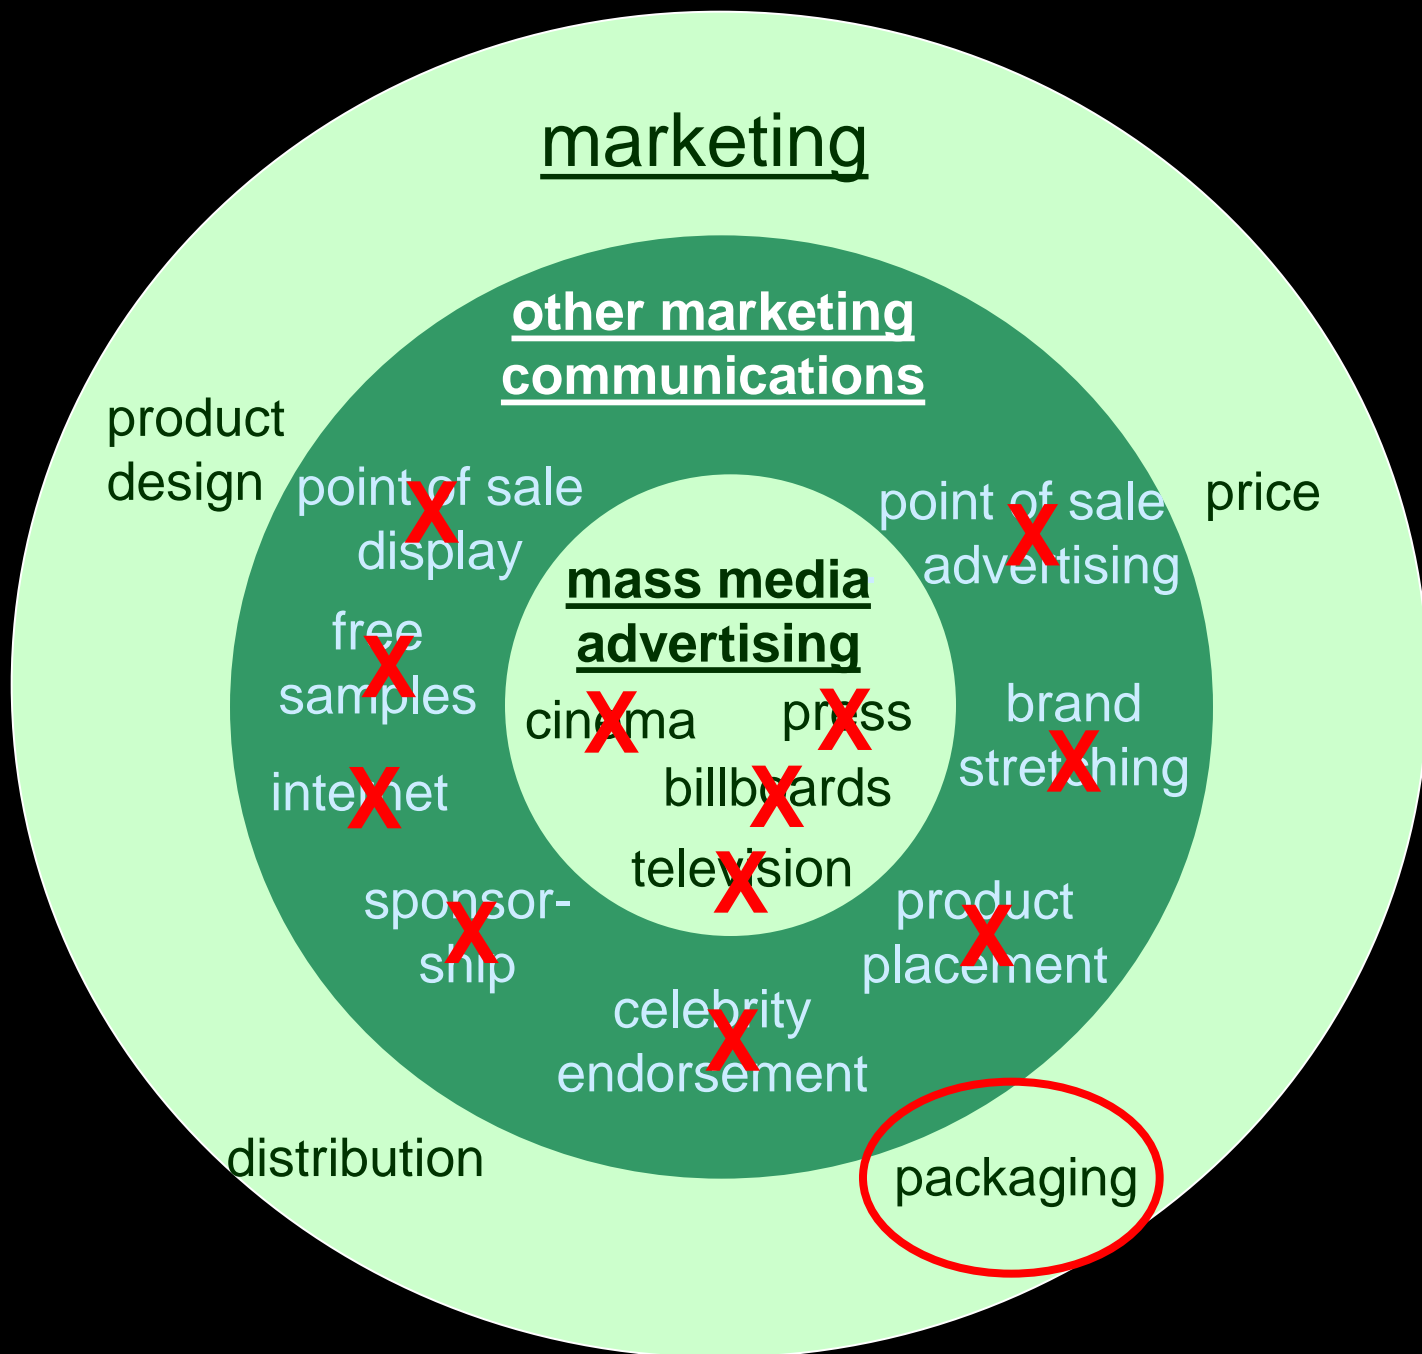 marketing
other marketing
communications
product
design
point of sale
display
point of sale
advertising
price
mass media
advertising
free
samples
cinema
press
brand
stretching
internet
billboards
television
sponsor-
ship
product
placement
celebrity
endorsement
distribution
packaging
X
X
X
X
X
X
X
X
X
X
X
X